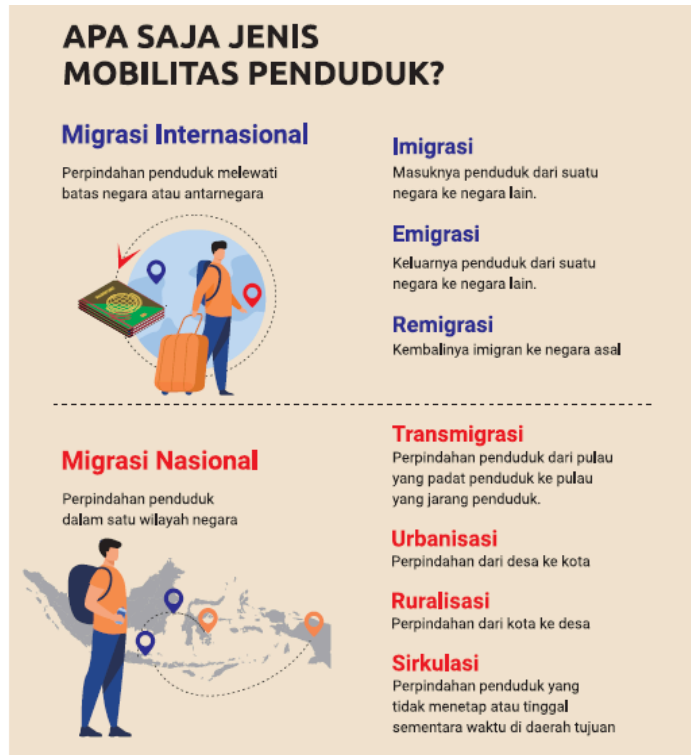 APA SAJA JENIS
MOBILITAS PENDUDUK?
Migrasi Internasional
Perpindahan penduduk melewati
batas negara atau antarnegara
Imigrasi
Masuknya penduduk dari suatu
negara ke negara lain.
Emigrasi
Keluarnya penduduk dari suatu
negara ke negara lain.
Remigrasi
Kembalinya imigran ke negara asal
Migrasi Nasional
Perpindahan penduduk
dalam satu wilayah negara
Transmigrasi
Perpindahan penduduk dari pulau
yang padat penduduk ke pulau
yang jarang penduduk.
Urbanisasi
Perpindahan dari desa ke kota
Ruralisasi
Perpindahan dari kota ke desa
Sirkulasi
Perpindahan penduduk yang
tidak menetap atau tinggal
sementara waktu di daerah tujuan